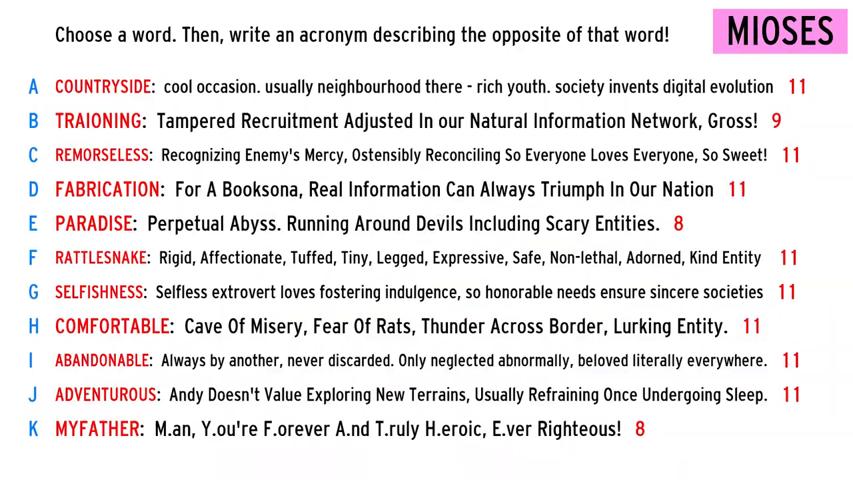 Choose a word. Then, write an acronym describing the opposite of that word!
MIOSES
A COUNTRYSIDE: cool occasion. usually neighbourhood there - rich youth. society invents digital evolution 11
B TRAIONING: Tampered Recruitment Adjusted In our Natural Information Network, Gross! 9
C REMORSELESS: Recognizing Enemy's Mercy, Ostensibly Reconciling So Everyone Loves Everyone, So Sweet! 11
D FABRICATION: For A Booksona, Real Information Can Always Triumph In Our Nation 11
E PARADISE: Perpetual Abyss. Running Around Devils Including Scary Entities. 8
F RATTLESNAKE: Rigid, Affectionate, Tuffed, Tiny, Legged, Expressive, Safe, Non-lethal, Adorned, Kind Entity 11
G SELFISHNESS: Selfless extrovert loves fostering indulgence, so honorable needs ensure sincere societies 11
H COMFORTABLE: Cave Of Misery, Fear Of Rats, Thunder Across Border, Lurking Entity. 11
I ABANDONABLE: Always by another, never discarded. Only neglected abnormally, beloved literally everywhere. 11
J ADVENTUROUS: Andy Doesn't Value Exploring New Terrains, Usually Refraining Once Undergoing Sleep. 11
K MYFATHER: M.an, Y.ou're F.orever A.nd T.ruly H.eroic, E.ver Righteous! 8